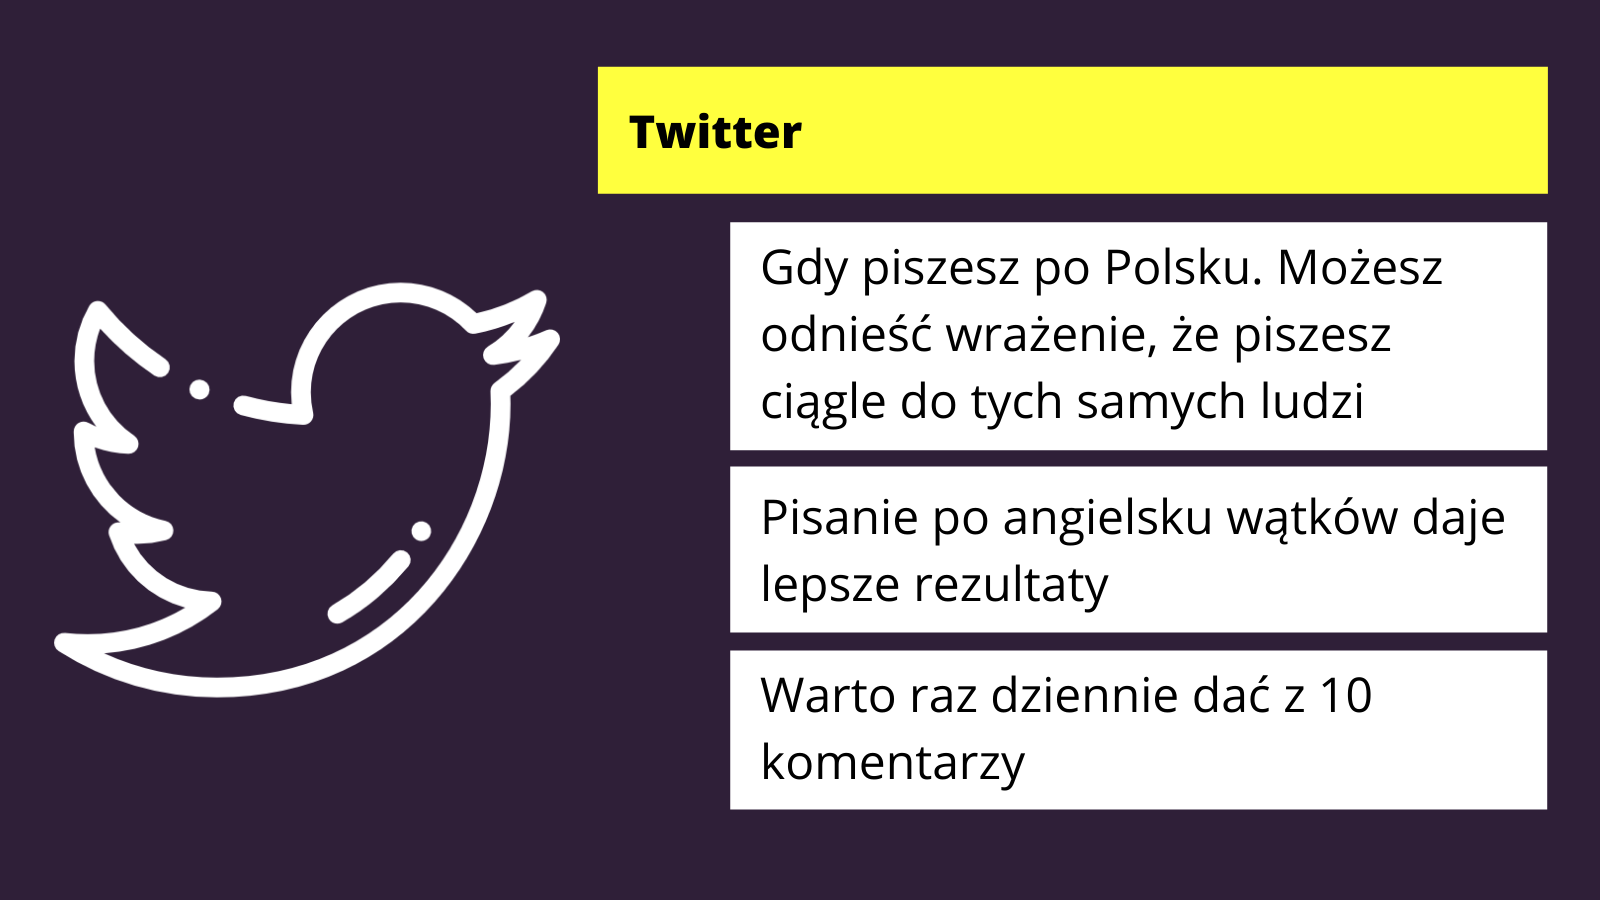 Twitter
Gdy piszesz po Polsku. Możesz
odnieść wrażenie, że piszesz
ciągle do tych samych ludzi
Pisanie po angielsku wątków daje
lepsze rezultaty
Warto raz dziennie dać z 10
komentarzy